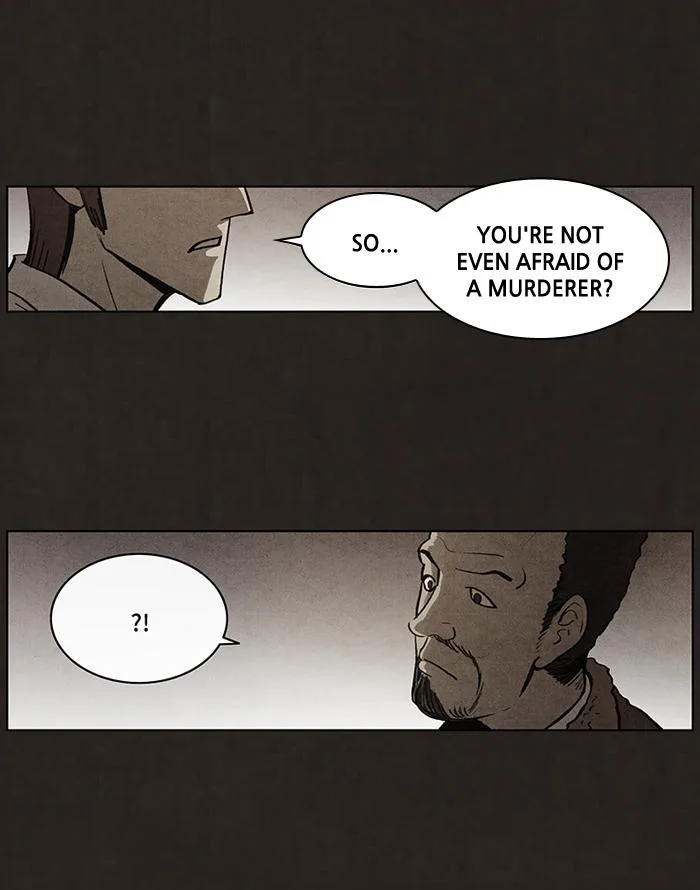 SO...
YOU'RE NOT
EVEN AFRAID OF
A MURDERER?
?!